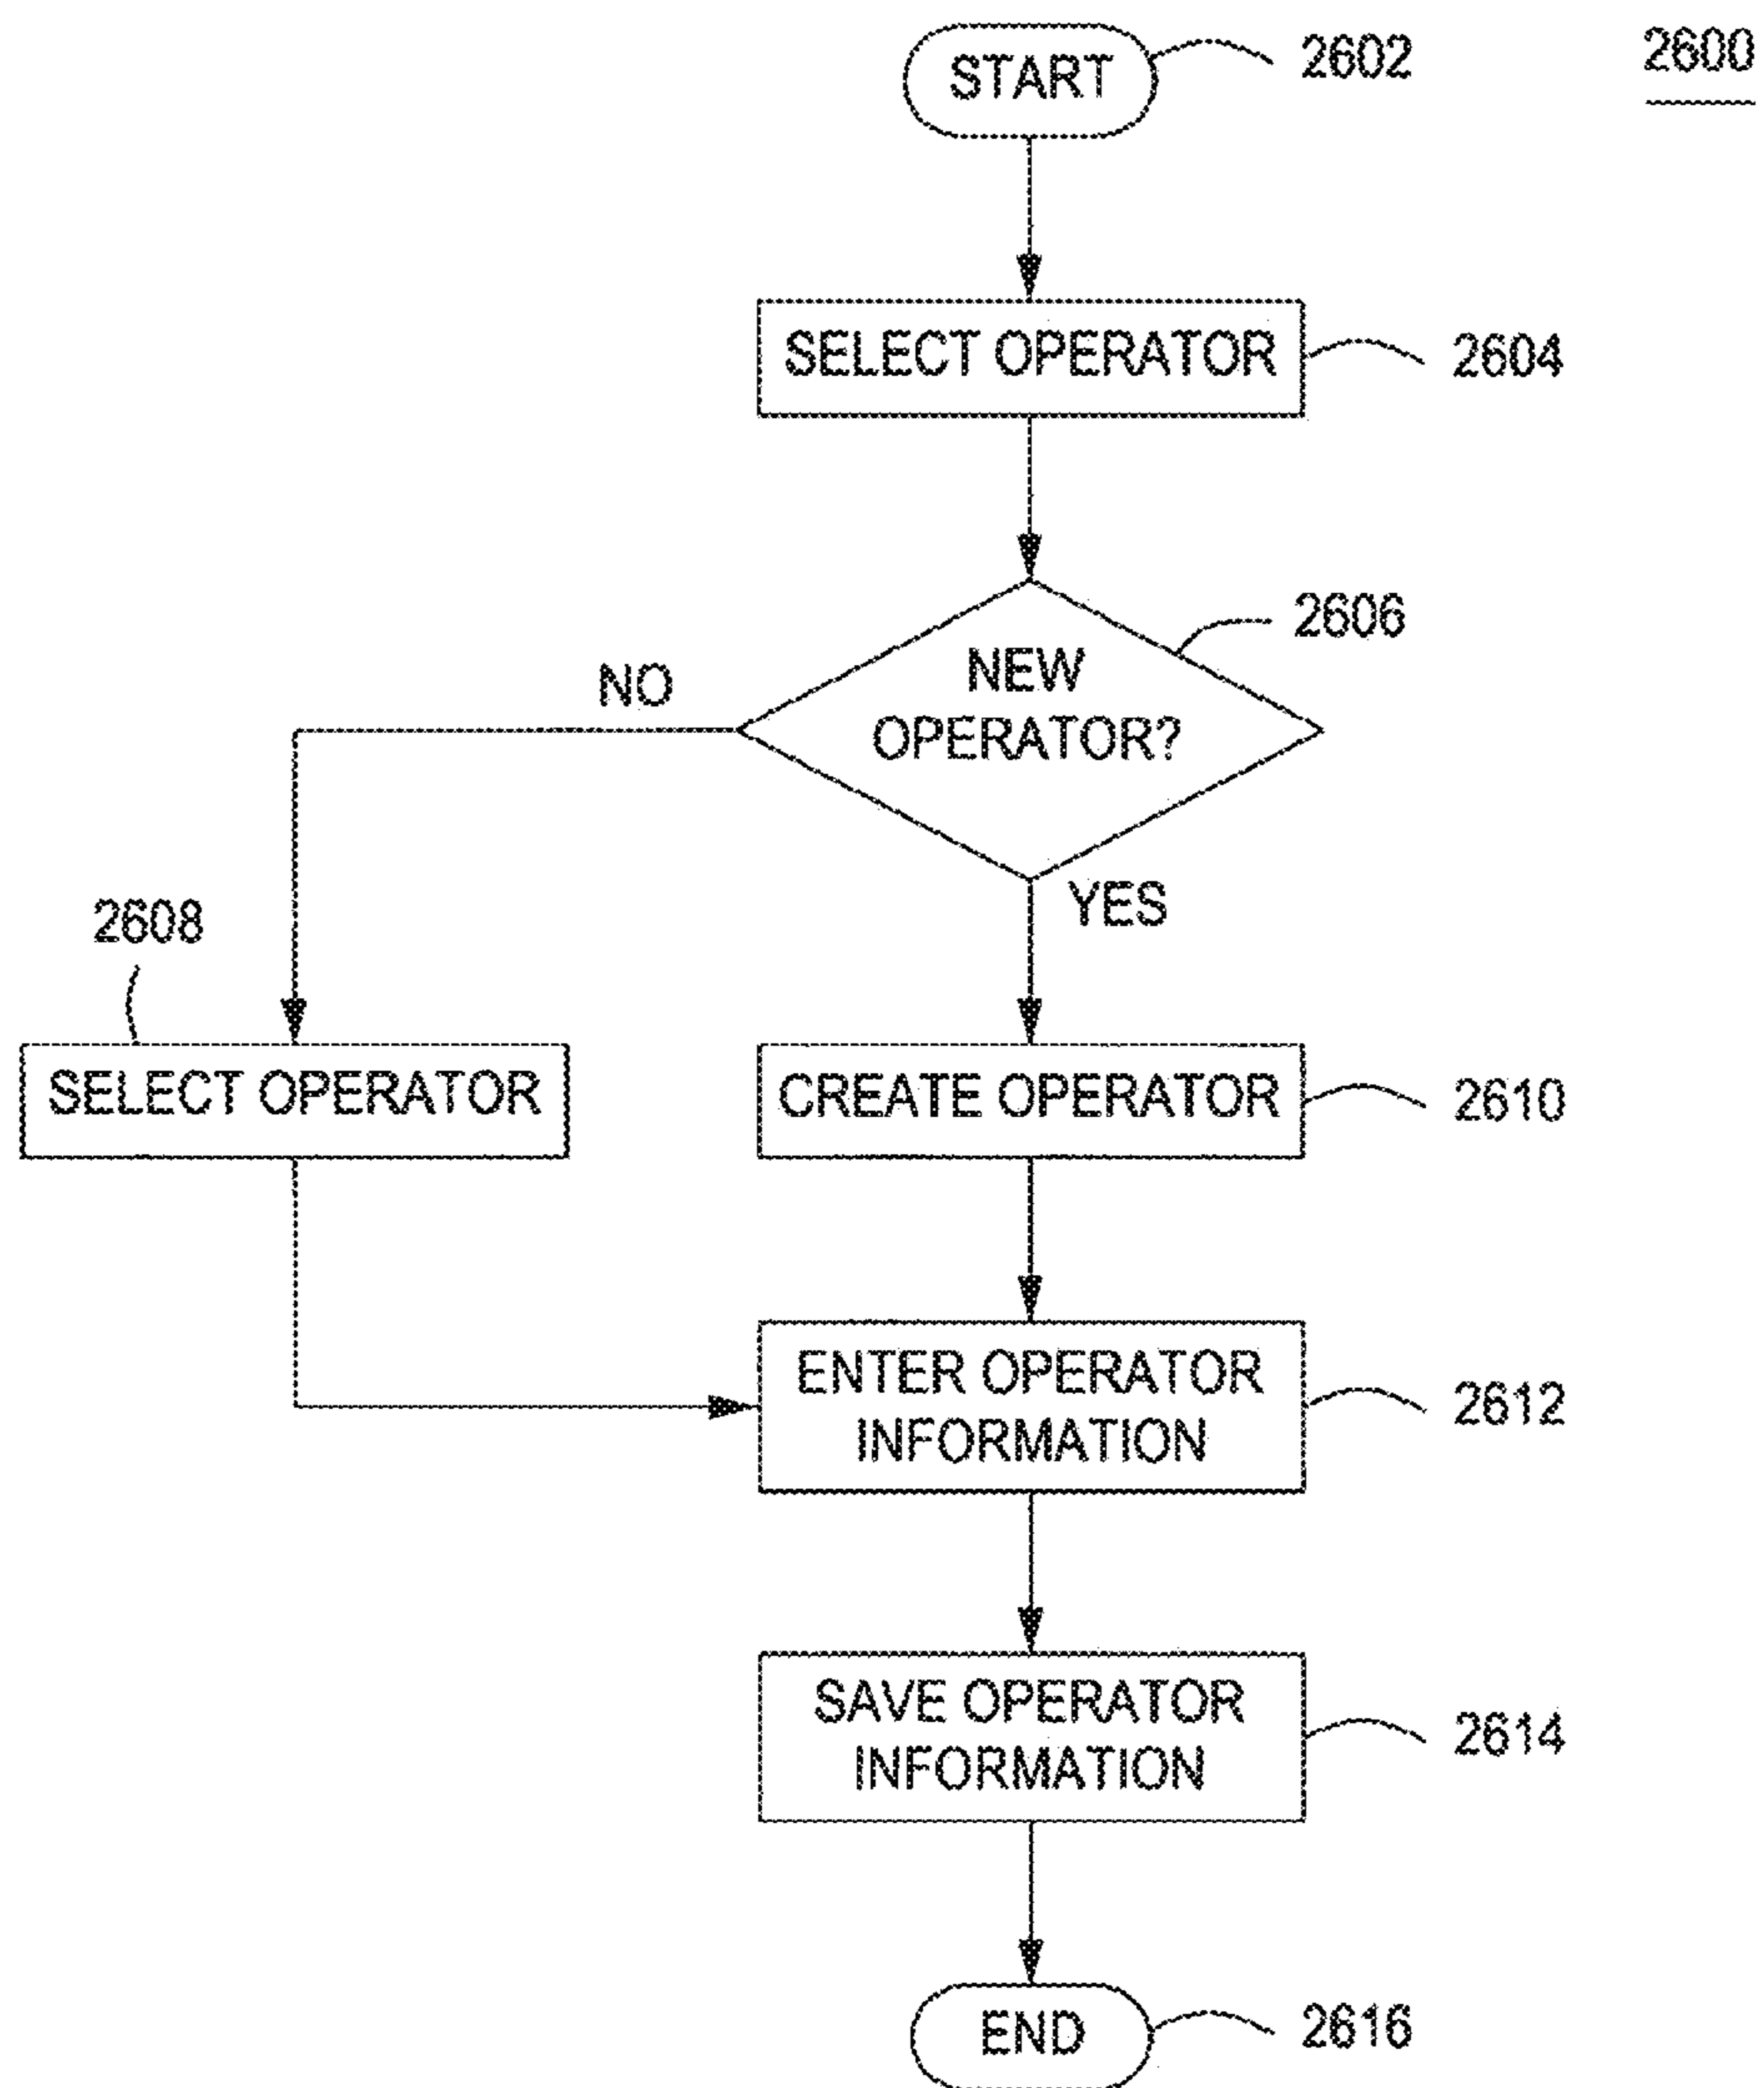 START
2602
2600
SELECT OPERATOR
2604
2606
NEW
OPERATOR?
NO
YES
2608
SELECT OPERATOR
CREATE OPERATOR
2610
ENTER OPERATOR
INFORMATION
2612
SAVE OPERATOR
INFORMATION
2614
END
2616